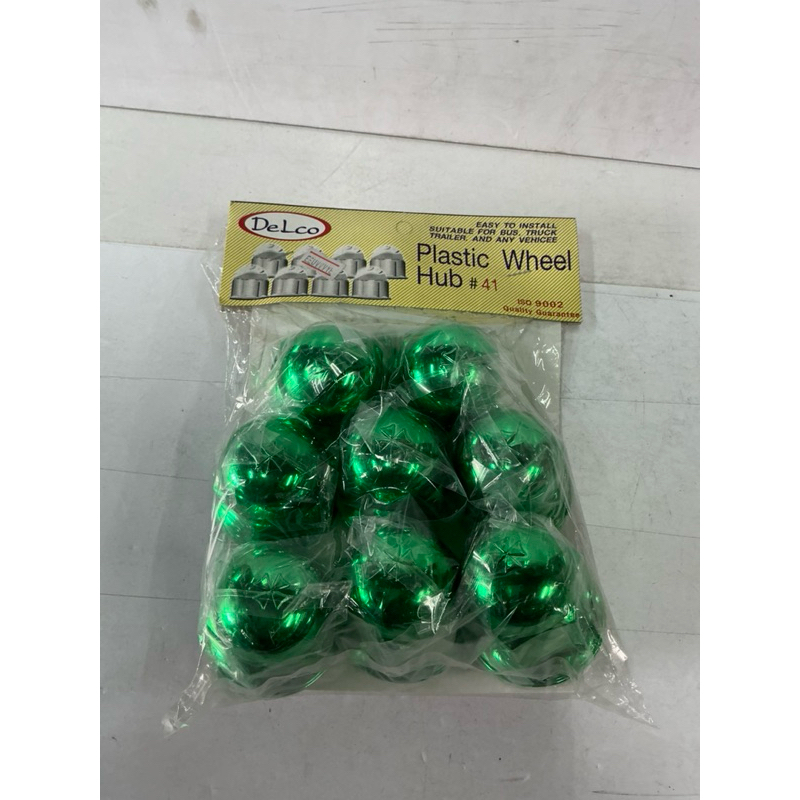 DeLco
EASY TO INSTALL
SUITABLE FOR BUS, TRUCK
TRAILER, AND ANY VEHICEE
Plastic Wheel
Hub # 41
ISO 9002
Quality Guarantee